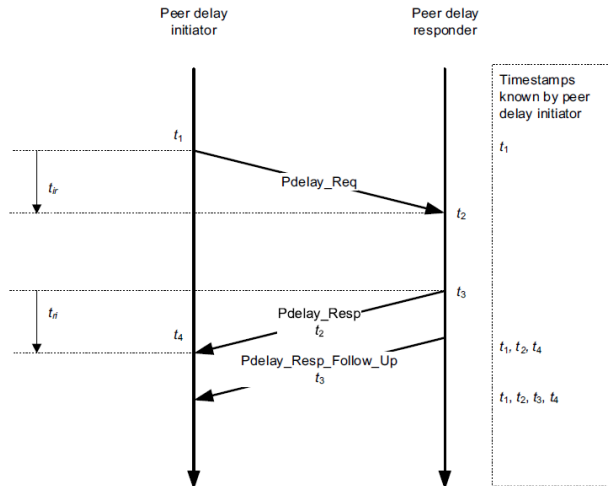 Peer delay
initiator
Peer delay
responder
Timestamps
known by peer
delay initiator
t1
t1
Pdelay_Req
tir
t2
t3
Pdelay_Resp
tri
t2
t4
t1, t2, t4
Pdelay_Resp_Follow_Up
t3
t1, t2, t3, t4